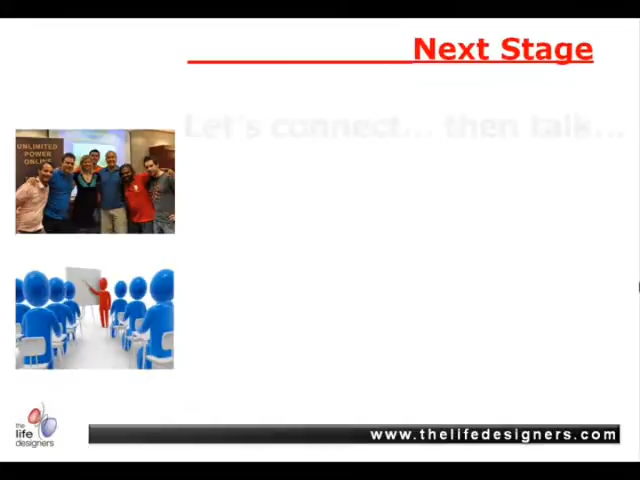 Next Stage
Let's connect... then talk...
UNLIMITED
POWER
ONLINE
the
life
designers
www.thelifedesigners.com